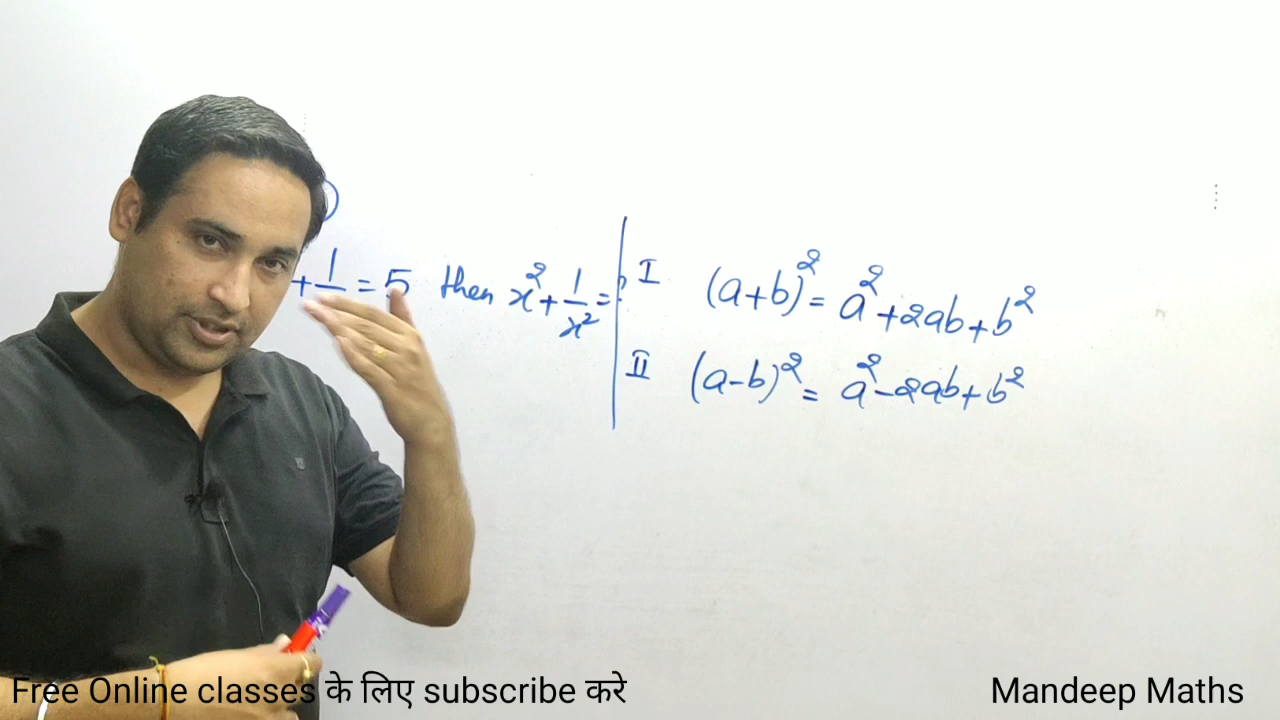 + 1/ = 5 then x² + 1/x² = ?
I (a+b)² = a² + 2ab + b²
II (a-b)² = a² - 2ab + b²
Free Online classes के लिए subscribe करे
Mandeep Maths